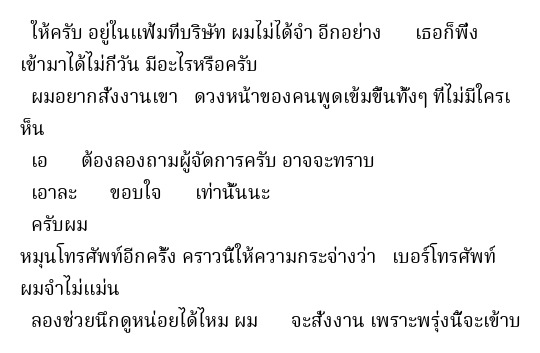 ให้ครับ อยู่ในแฟ้มที่บริษัท ผมไม่ได้จำ อีกอย่าง เธอก็พึ่ง
เข้ามาได้ไม่กี่วัน มีอะไรหรือครับ
ผมอยากสั่งงานเขา ดวงหน้าของคนพูดเข้มขึ้นทั้งๆ ที่ไม่มีใครเ
ห็น
เอ ต้องลองถามผู้จัดการครับ อาจจะทราบ
เอาละ ขอบใจ เท่านั้นนะ
ครับผม
หมุนโทรศัพท์อีกครั้ง คราวนี้ให้ความกระจ่างว่า เบอร์โทรศัพท์
ผมจำไม่แม่น
ลองช่วยนึกดูหน่อยได้ไหม ผม จะสั่งงาน เพราะพรุ่งนี้จะเข้าบ